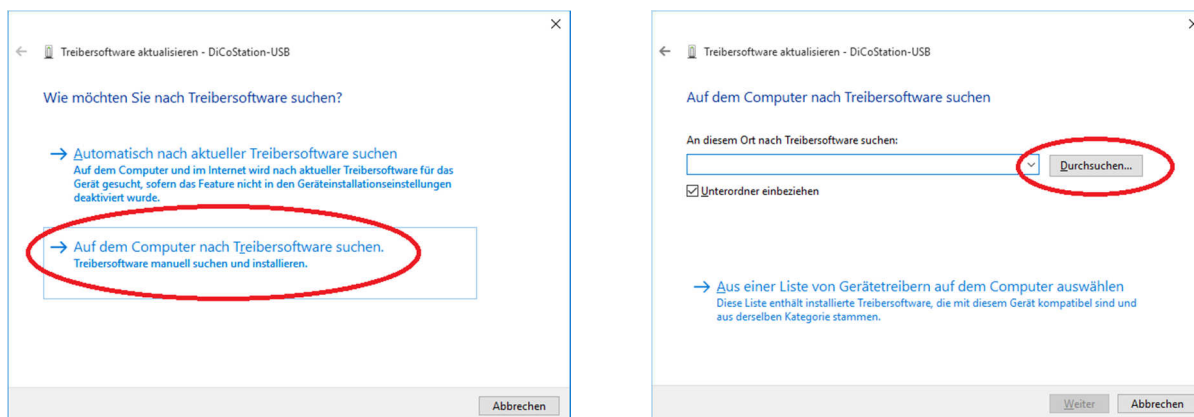 Treibersoftware aktualisieren - DiCoStation-USB
Wie möchten Sie nach Treibersoftware suchen?
Automatisch nach aktueller Treibersoftware suchen
Auf dem Computer und im Internet wird nach aktueller Treibersoftware für das
Gerät gesucht, sofern das Feature nicht in den Geräteinstallationseinstellungen
deaktiviert wurde.
Auf dem Computer nach Treibersoftware suchen.
Treibersoftware manuell suchen und installieren.
Abbrechen
Treibersoftware aktualisieren - DiCoStation-USB
Auf dem Computer nach Treibersoftware suchen
An diesem Ort nach Treibersoftware suchen:
Durchsuchen...
Unterordner einbeziehen
Aus einer Liste von Gerätetreibern auf dem Computer auswählen
Diese Liste enthält installierte Treibersoftware, die mit diesem Gerät kompatibel sind und
aus derselben Kategorie stammen.
Weiter Abbrechen